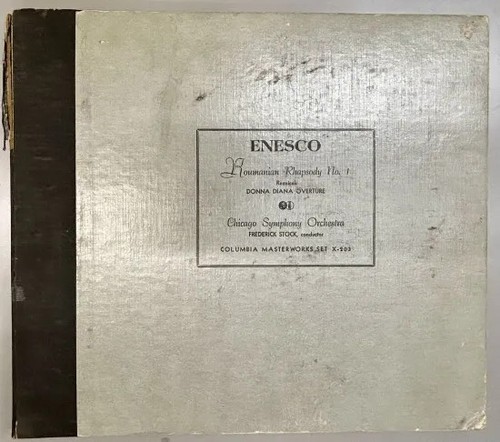 ENESCO
Roumanian Rhapsody No. 1
Reznicek
DONNA DIANA OVERTURE
Chicago Symphony Orchestra
FREDERICK STOCK, conductor
COLUMBIA MASTERWORKS SET X-203